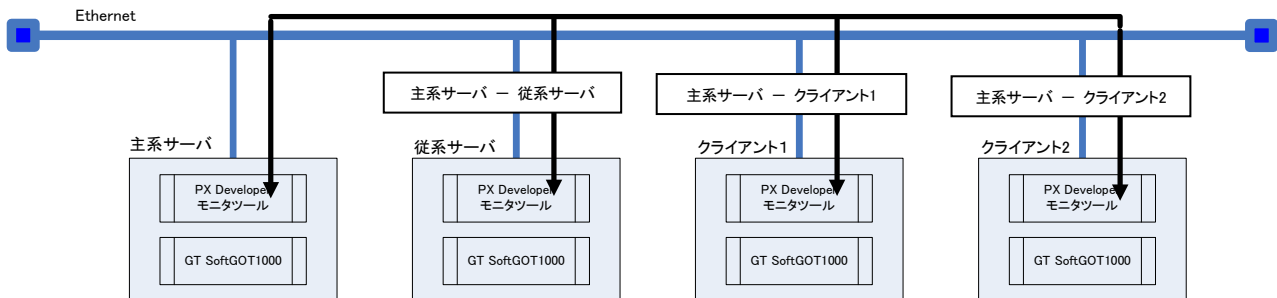 Ethernet
主系サーバ － 従系サーバ
主系サーバ － クライアント1
主系サーバ － クライアント2
主系サーバ
従系サーバ
クライアント1
クライアント2
PX Developer
モニタツール
PX Developer
モニタツール
PX Developer
モニタツール
PX Developer
モニタツール
GT SoftGOT1000
GT SoftGOT1000
GT SoftGOT1000
GT SoftGOT1000